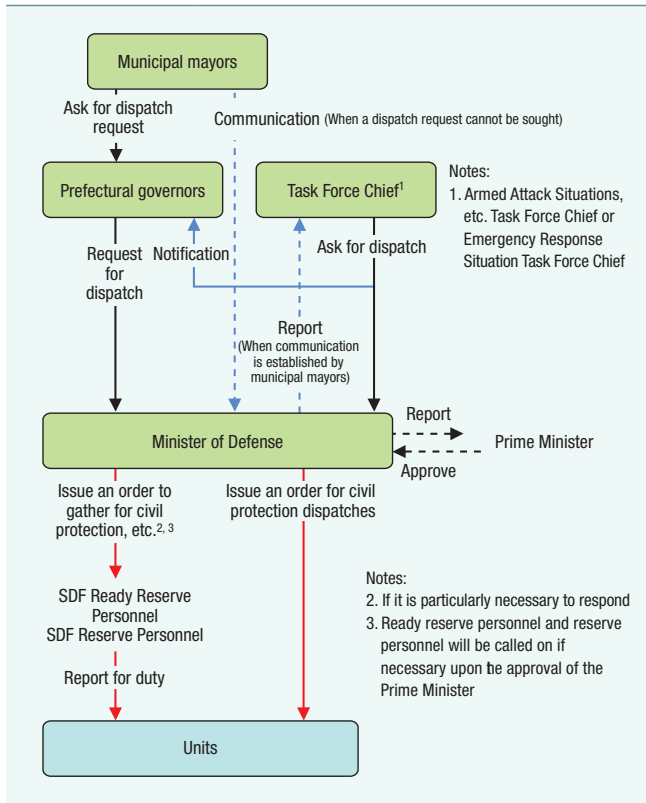 Municipal mayors
Ask for dispatch
request
Communication (When a dispatch request cannot be sought)
Prefectural governors
Task Force Chief1
Notes:
1. Armed Attack Situations,
etc. Task Force Chief or
Emergency Response
Situation Task Force Chief
Request
for
dispatch
Notification
Ask for dispatch
Report
(When communication
is established by
municipal mayors)
Minister of Defense
Report
Prime Minister
Approve
Issue an order to
gather for civil
protection, etc.2, 3
Issue an order for civil
protection dispatches
SDF Ready Reserve
Personnel
SDF Reserve Personnel
Report for duty
Notes:
2. If it is particularly necessary to respond
3. Ready reserve personnel and reserve
personnel will be called on if
necessary upon the approval of the
Prime Minister
Units